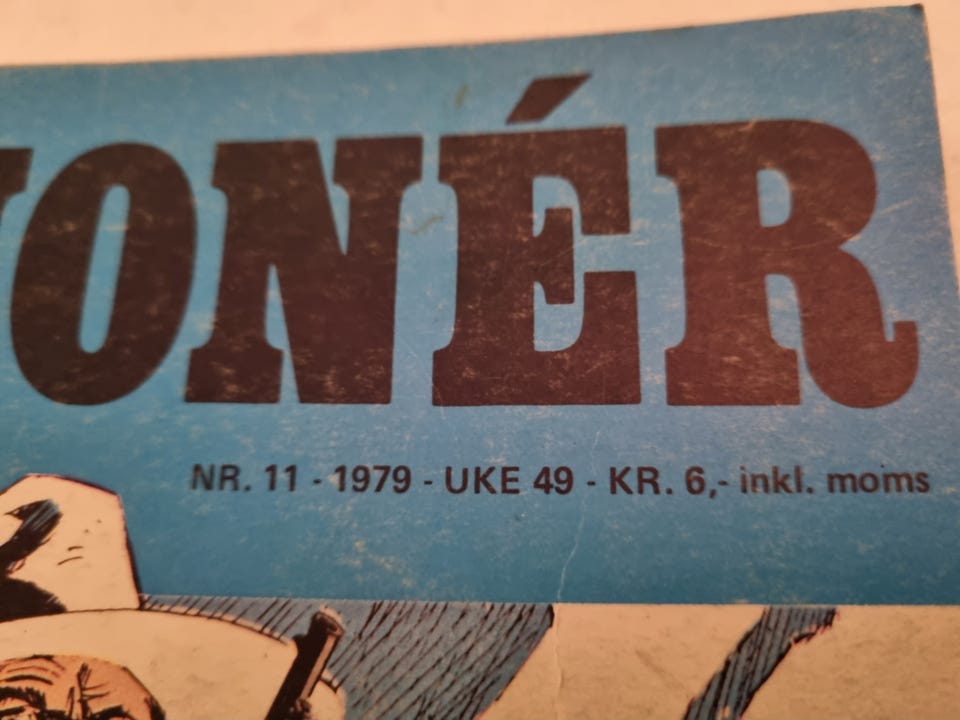 ONÉR
NR. 11 - 1979 - UKE 49 - KR. 6,- inkl. moms